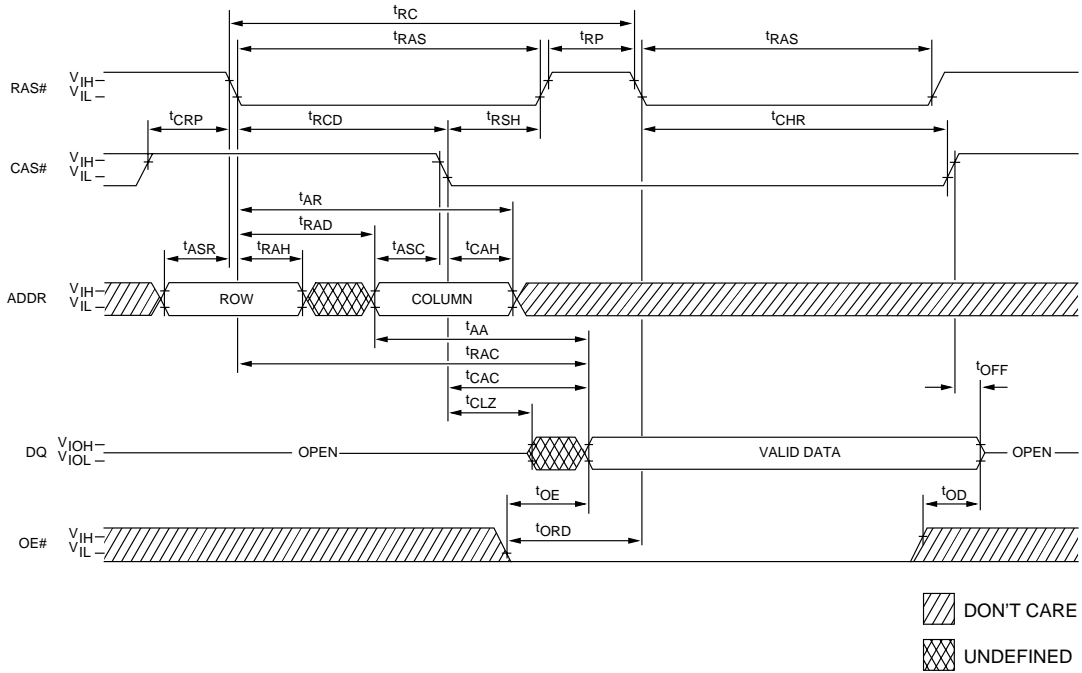 tRC
tRAS tRP tRAS
RAS# VIH
VIL
tCRP tRCD tRSH tCHR
CAS# VIH
VIL
tAR
tRAD
tASR tRAH tASC tCAH
ADDR VIH
VIL
ROW COLUMN
tAA
tRAC
tCAC
tOFF
tCLZ
DQ VIOH
VIOL
OPEN VALID DATA OPEN
tOE tOD
tORD
OE# VIH
VIL
DON'T CARE
UNDEFINED